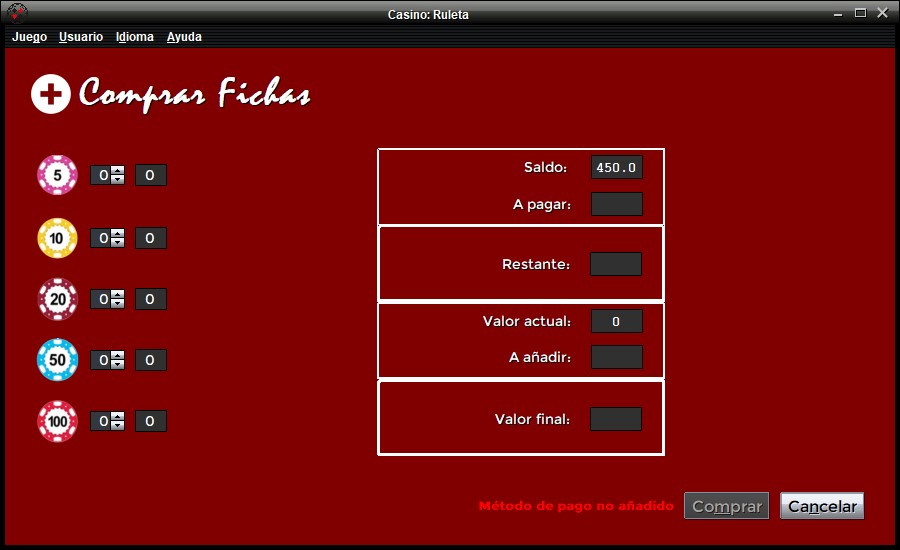 Casino: Ruleta
Juego Usuario Idioma Ayuda
Comprar Fichas
5 0 0
Saldo: 450.0
A pagar:
10 0 0
Restante:
20 0 0
Valor actual: 0
50 0 0
A añadir:
100 0 0
Valor final:
Método de pago no añadido Comprar Cancelar